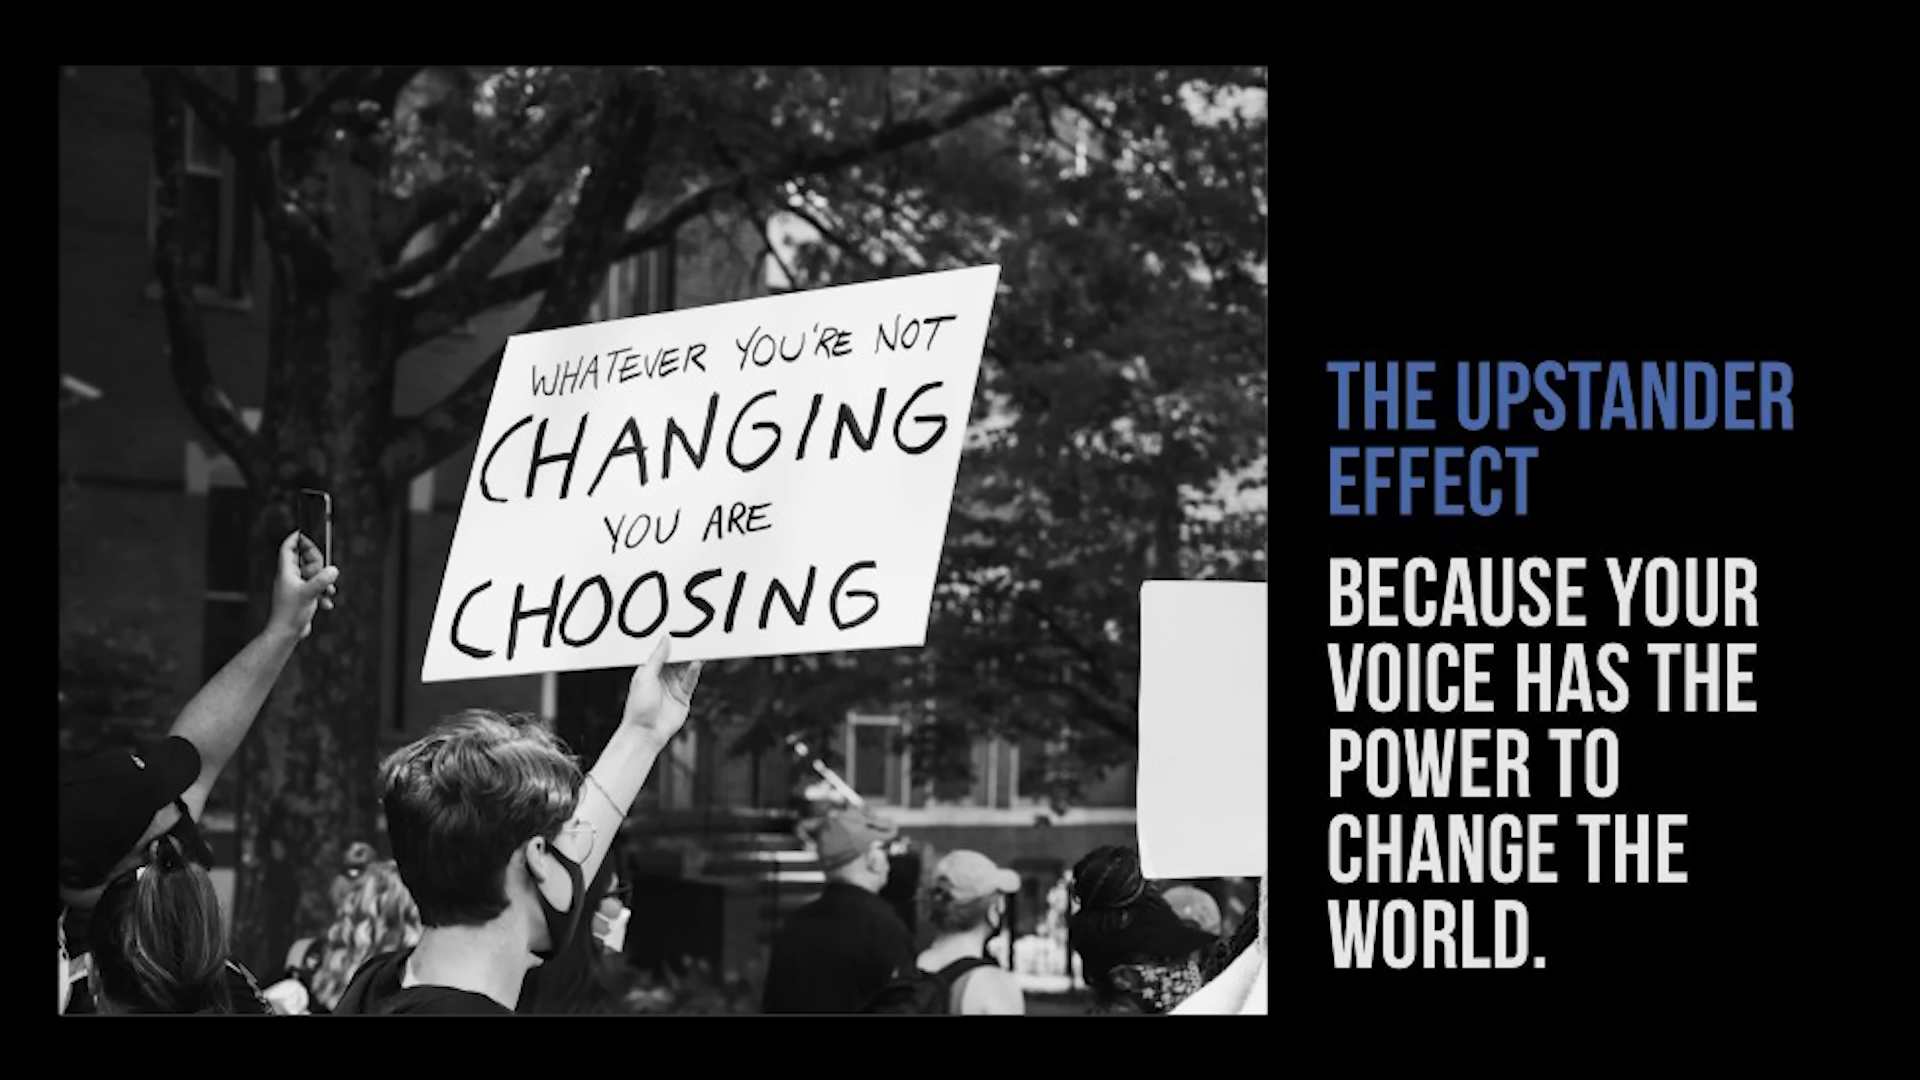 WHATEVER YOU'RE NOT
CHANGING
YOU ARE
CHOOSING
THE UPSTANDER
EFFECT
BECAUSE YOUR
VOICE HAS THE
POWER TO
CHANGE THE
WORLD.